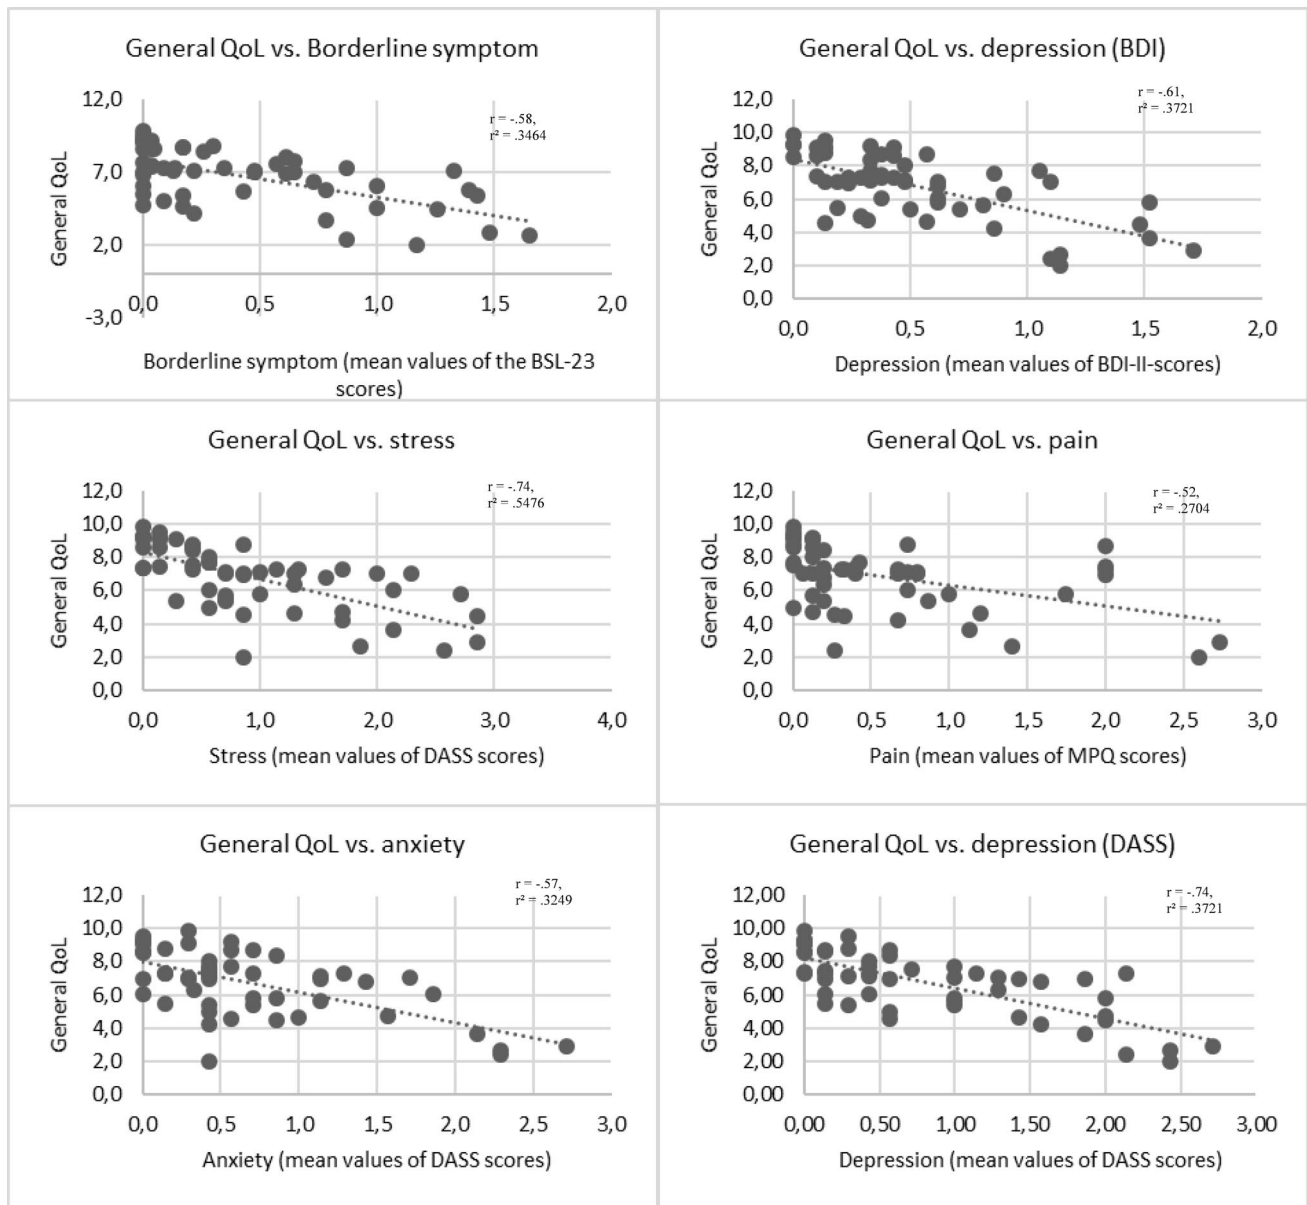 General QoL vs. Borderline symptom
r = -.58,
r² = .3464
12,0
7,0
2,0
-3,0
General QoL
0,0 0,5 1,0 1,5 2,0
Borderline symptom (mean values of the BSL-23
scores)
General QoL vs. depression (BDI)
r = -.61,
r² = .3721
12,0
10,0
8,0
6,0
4,0
2,0
0,0
General QoL
0,0 0,5 1,0 1,5 2,0
Depression (mean values of BDI-II-scores)
General QoL vs. stress
r = -.74,
r² = .5476
12,0
10,0
8,0
6,0
4,0
2,0
0,0
General QoL
0,0 1,0 2,0 3,0 4,0
Stress (mean values of DASS scores)
General QoL vs. pain
r = -.52,
r² = .2704
12,0
10,0
8,0
6,0
4,0
2,0
0,0
General QoL
0,0 0,5 1,0 1,5 2,0 2,5 3,0
Pain (mean values of MPQ scores)
General QoL vs. anxiety
r = -.57,
r² = .3249
12,0
10,0
8,0
6,0
4,0
2,0
0,0
General QoL
0,0 0,5 1,0 1,5 2,0 2,5 3,0
Anxiety (mean values of DASS scores)
General QoL vs. depression (DASS)
r = -.74,
r² = .3721
12,00
10,00
8,00
6,00
4,00
2,00
0,00
General QoL
0,00 0,50 1,00 1,50 2,00 2,50 3,00
Depression (mean values of DASS scores)